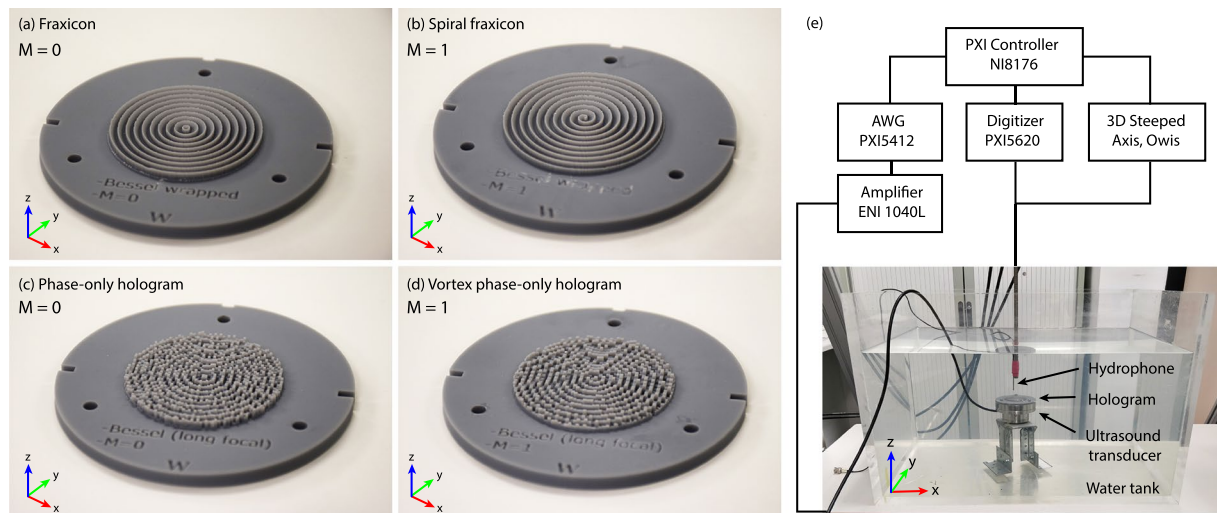 (a) Fraxicon
M = 0
-Bessel wrapped
-M=0
W
z
y
x
(b) Spiral fraxicon
M = 1
-Bessel wrapped
-M=1
W
z
y
x
(c) Phase-only hologram
M = 0
-Bessel (long focal)
-M=0
W
z
y
x
(d) Vortex phase-only hologram
M = 1
-Bessel (long focal)
-M=1
W
z
y
x
(e)
PXI Controller
NI8176
AWG
PXI5412
Digitizer
PXI5620
3D Steeped
Axis, Owis
Amplifier
ENI 1040L
Hydrophone
Hologram
Ultrasound
transducer
Water tank
z
y
x